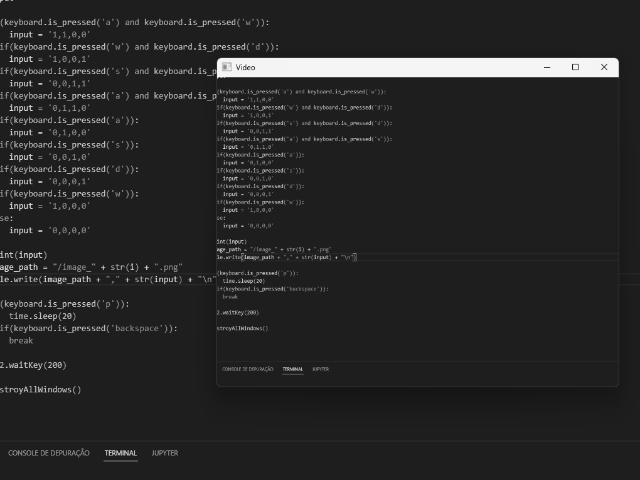 put
(keyboard.is_pressed('a') and keyboard.is_pressed('w')):
input = '1,1,0,0'
if(keyboard.is_pressed('w') and keyboard.is_pressed('d'):
input = '1,0,0,1'
if(keyboard.is_pressed('s') and keyboard.is_p
input = '0,0,1,1'
if(keyboard.is_pressed('a') and keyboard.is_p
input = '0,1,1,0'
if(keyboard.is_pressed('a')):
input = '0,1,0,0'
if(keyboard.is_pressed('s'):
input = '0,0,1,0'
if(keyboard.is_pressed('d'):
input = '0,0,0,1'
if(keyboard.is_pressed('w'):
input = '1,0,0,0'
se:
input = '0,0,0,0'
int(input)
age_path = "/image_" + str(i) + ".png"
le.write(image_path + "," + str(input) + "\n"
(keyboard.is_pressed('p'):
time.sleep(20)
if(keyboard.is_pressed('backspace')):
break
2.waitKey(200)
stroyAllWindows()
CONSOLE DE DEPURAÇÃO TERMINAL JUPYTER
Video
(keyboard.is_pressed('a') and keyboard.is_pressed('w')):
input = '1,1,0,0'
if(keyboard.is_pressed('w') and keyboard.is_pressed('d')):
input = '1,0,0,1'
if(keyboard.is_pressed('s') and keyboard.is_pressed('d')):
input = '0,0,1,1'
if(keyboard.is_pressed('a') and keyboard.is_pressed('s')):
input = '0,1,1,0'
if(keyboard.is_pressed('a')):
input = '0,1,0,0'
if(keyboard.is_pressed('s')):
input = '0,0,1,0'
if(keyboard.is_pressed('d')):
input = '0,0,0,1'
if(keyboard.is_pressed('w')):
input = '1,0,0,0'
se:
input = '0,0,0,0'
int(input)
age_path = "/image_" + str(i) + ".png"
le.write(image_path + "," + str(input) + "\n")
(keyboard.is_pressed('p')):
time.sleep(20)
if(keyboard.is_pressed('backspace')):
break
2.waitKey(200)
stroyAllWindows()
CONSOLE DE DEPURAÇÃO TERMINAL JUPYTER